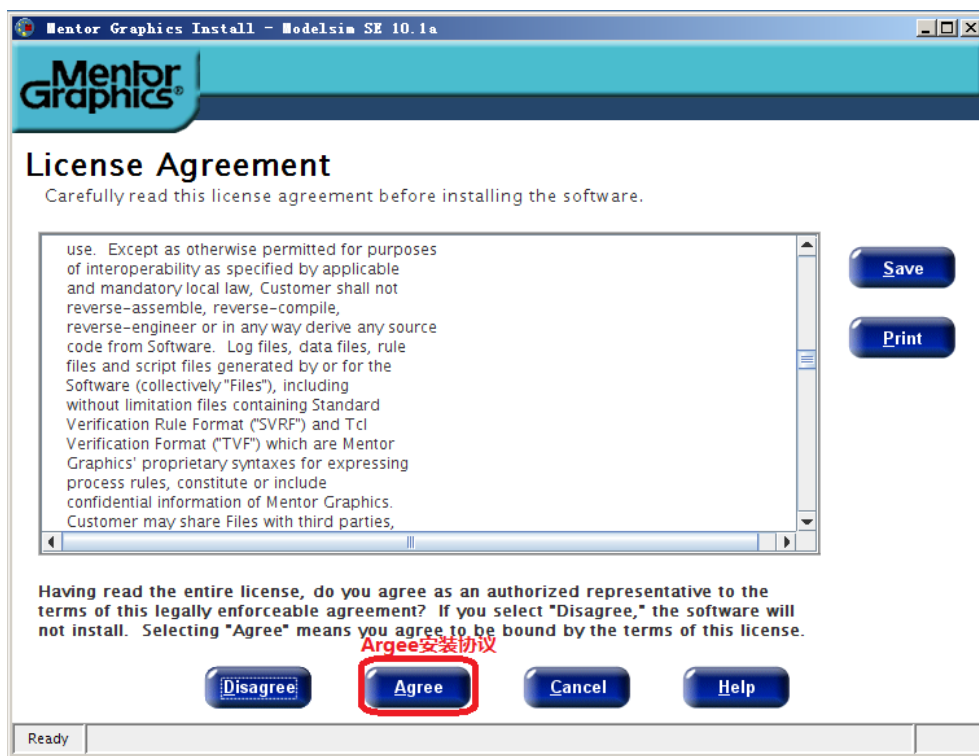 Mentor Graphics Install - Modelsim SE 10.1a
Mentor
Graphics®
License Agreement
Carefully read this license agreement before installing the software.
use. Except as otherwise permitted for purposes
of interoperability as specified by applicable
and mandatory local law, Customer shall not
reverse-assemble, reverse-compile,
reverse-engineer or in any way derive any source
code from Software. Log files, data files, rule
files and script files generated by or for the
Software (collectively "Files"), including
without limitation files containing Standard
Verification Rule Format ("SVRF") and Tcl
Verification Format ("TVF") which are Mentor
Graphics' proprietary syntaxes for expressing
process rules, constitute or include
confidential information of Mentor Graphics.
Customer may share Files with third parties,
Save
Print
Having read the entire license, do you agree as an authorized representative to the
terms of this legally enforceable agreement? If you select "Disagree," the software will
not install. Selecting "Agree" means you agree to be bound by the terms of this license.
Argee安装协议
Disagree
Agree
Cancel
Help
Ready